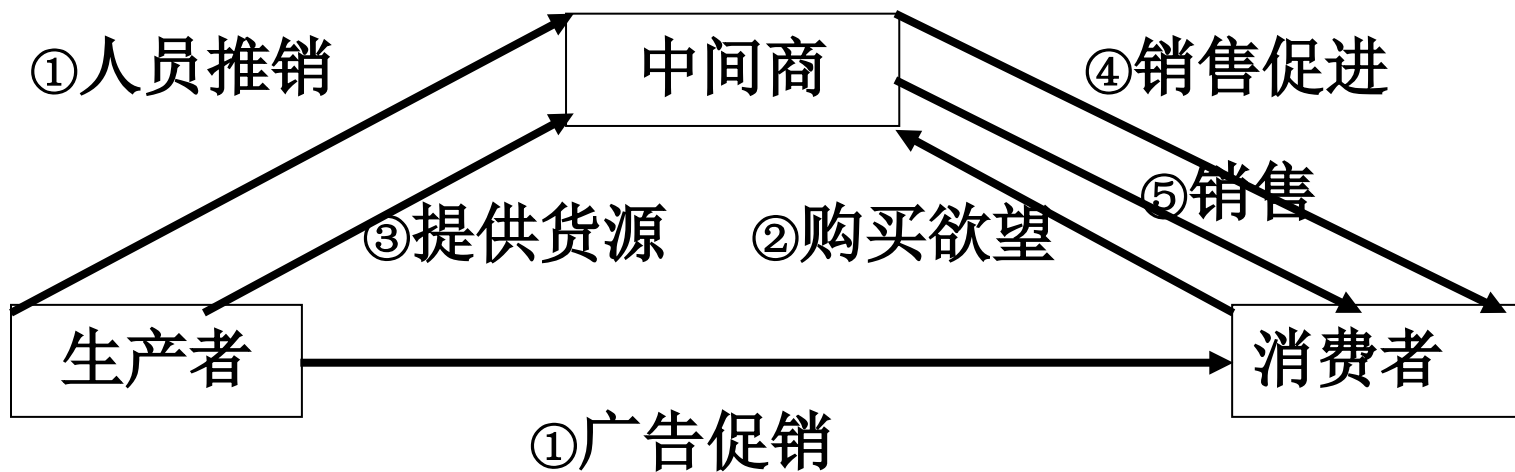 ①人员推销
中间商
④销售促进
⑤销售
③提供货源
②购买欲望
生产者
消费者
①广告促销